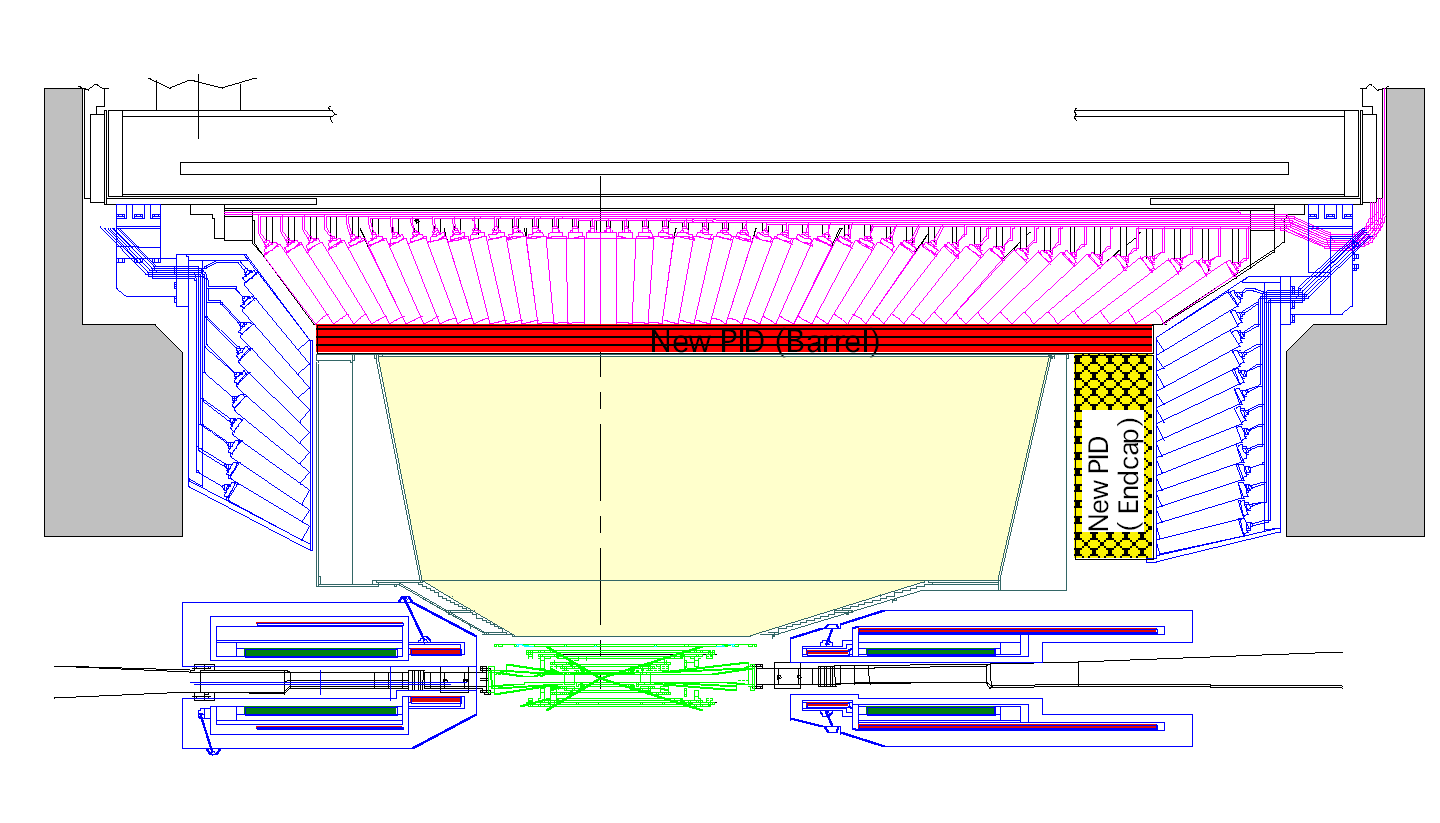 New PID (Barrel)
New PID
( Endcap)